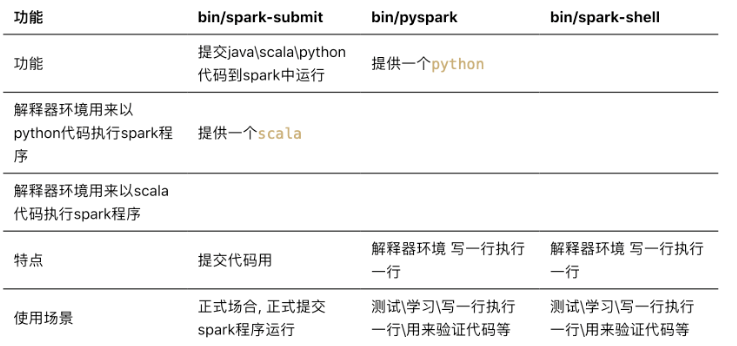 功能 bin/spark-submit bin/pyspark bin/spark-shell
功能 提交java\scala\python 代码到spark中运行 提供一个python
解释器环境用来以 python代码执行spark程 序 提供一个scala
解释器环境用来以scala 代码执行spark程序
特点 提交代码用 解释器环境 写一行执行 一行 解释器环境 写一行执行 一行
使用场景 正式场合, 正式提交 spark程序运行 测试\学习\写一行执行 一行\用来验证代码等 测试\学习\写一行执行 一行\用来验证代码等